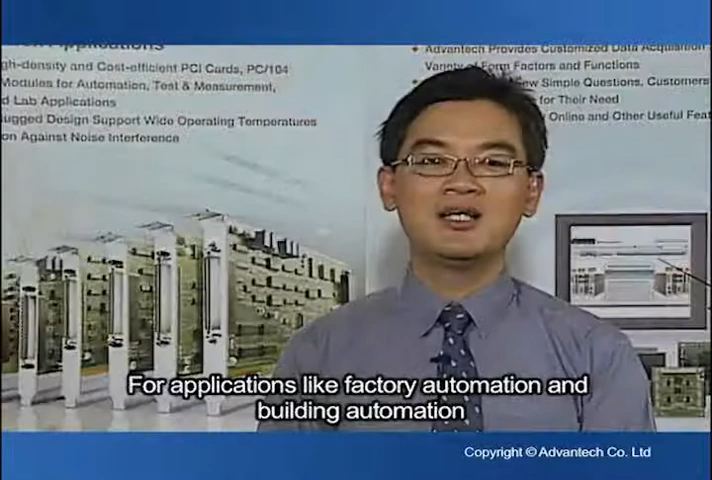 Applications
gh-density and Cost-efficient PCI Cards, PC/104
Modules for Automation, Test & Measurement,
d Lab Applications
ugged Design Support Wide Operating Temperatures
on Against Noise Interference
Advantech Provides Customized Data Acquisition
Variety of Form Factors and Functions
ew Simple Questions, Customers
for Their Need
Online and Other Useful Feat
For applications like factory automation and
building automation
Copyright © Advantech Co. Ltd